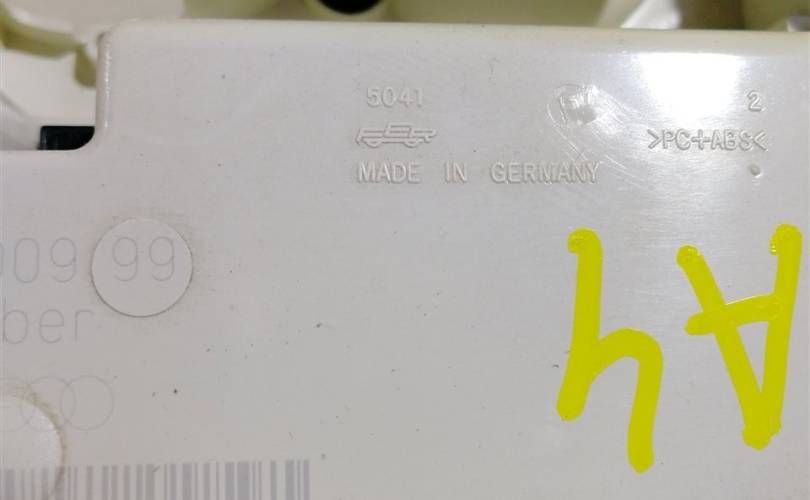 5041
2
>PC+ABS<
MADE IN GERMANY
009 99
ber
A4